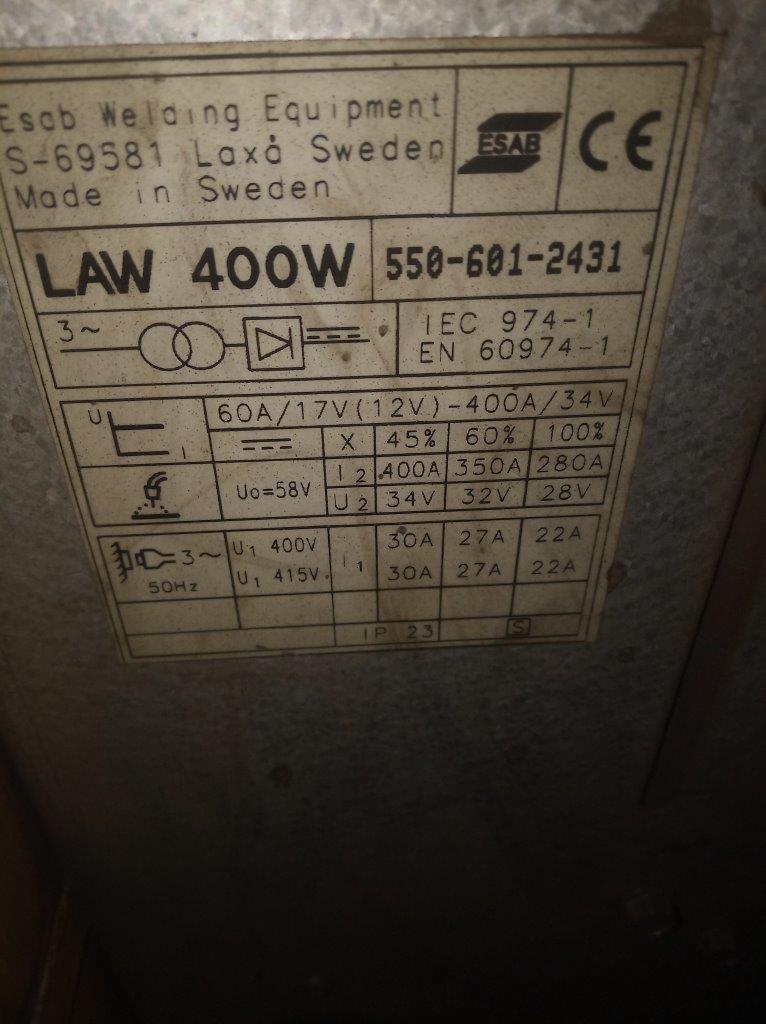 Esab Welding Equipment
S-69581 Laxå Sweden
Made in Sweden
ESAB
CE
LAW 400W
550-601-2431
3~
IEC 974-1
EN 60974-1
U
I
60A/17V(12V)-400A/34V
X 45% 60% 100%
Uo=58V
I2 400A 350A 280A
U2 34V 32V 28V
3~
50Hz
U1 400V
U1 415V
I1
30A 27A 22A
30A 27A 22A
IP 23
S